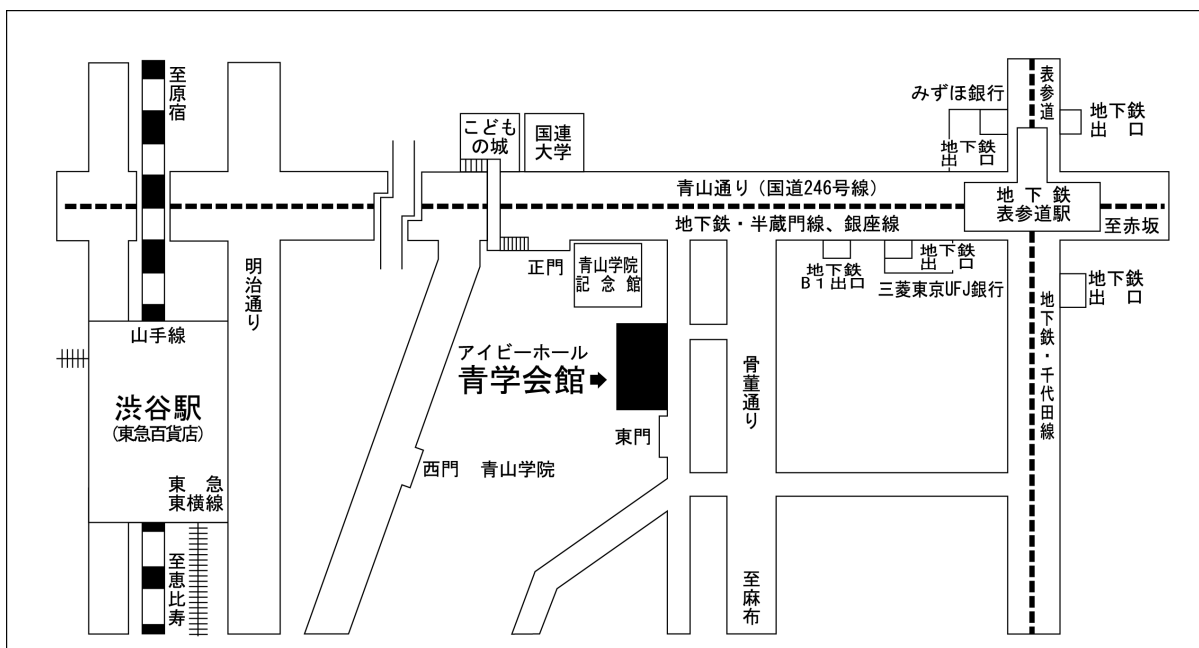 至原宿
こども
の城
国連
大学
みずほ銀行
地下鉄
出口
表参道
地下鉄
出口
青山通り（国道246号線）
地下鉄
表参道駅
地下鉄・半蔵門線、銀座線
至赤坂
明治通り
正門
青山学院
記念館
地下鉄
B1出口
地下鉄
出口
三菱東京UFJ銀行
地下鉄
出口
山手線
アイビーホール
青学会館
骨董通り
地下鉄・千代田線
渋谷駅
（東急百貨店）
東門
西門 青山学院
東急
東横線
至恵比寿
至麻布